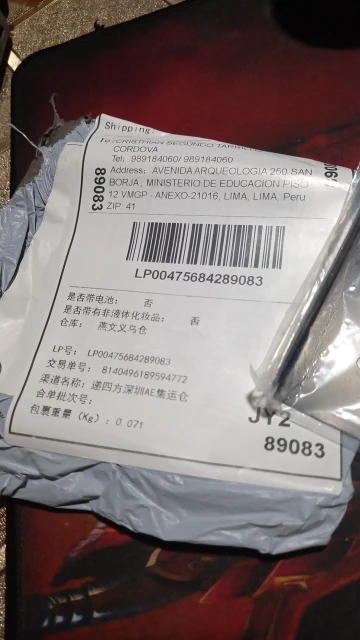 Shipping
To: CRISTHIAN SEGUNDO
CORDOVA
Tel: 989184060/ 989184060
Address: AVENIDA ARQUEOLOGIA 250 SAN
BORJA, MINISTERIO DE EDUCACION PISO
12 VMGP - ANEXO-21016, LIMA, LIMA, Peru
ZIP: 41
89083
LP00475684289083
是否带电池: 否
是否带有非液体化妆品: 否
仓库: 燕文义乌仓
LP号: LP00475684289083
交易单号: 8140496189594772
渠道名称: 递四方深圳AE集运仓
合单批次号:
包裹重量 (Kg): 0.071
JY2
89083